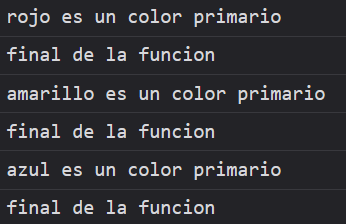 rojo es un color primario
final de la funcion
amarillo es un color primario
final de la funcion
azul es un color primario
final de la funcion